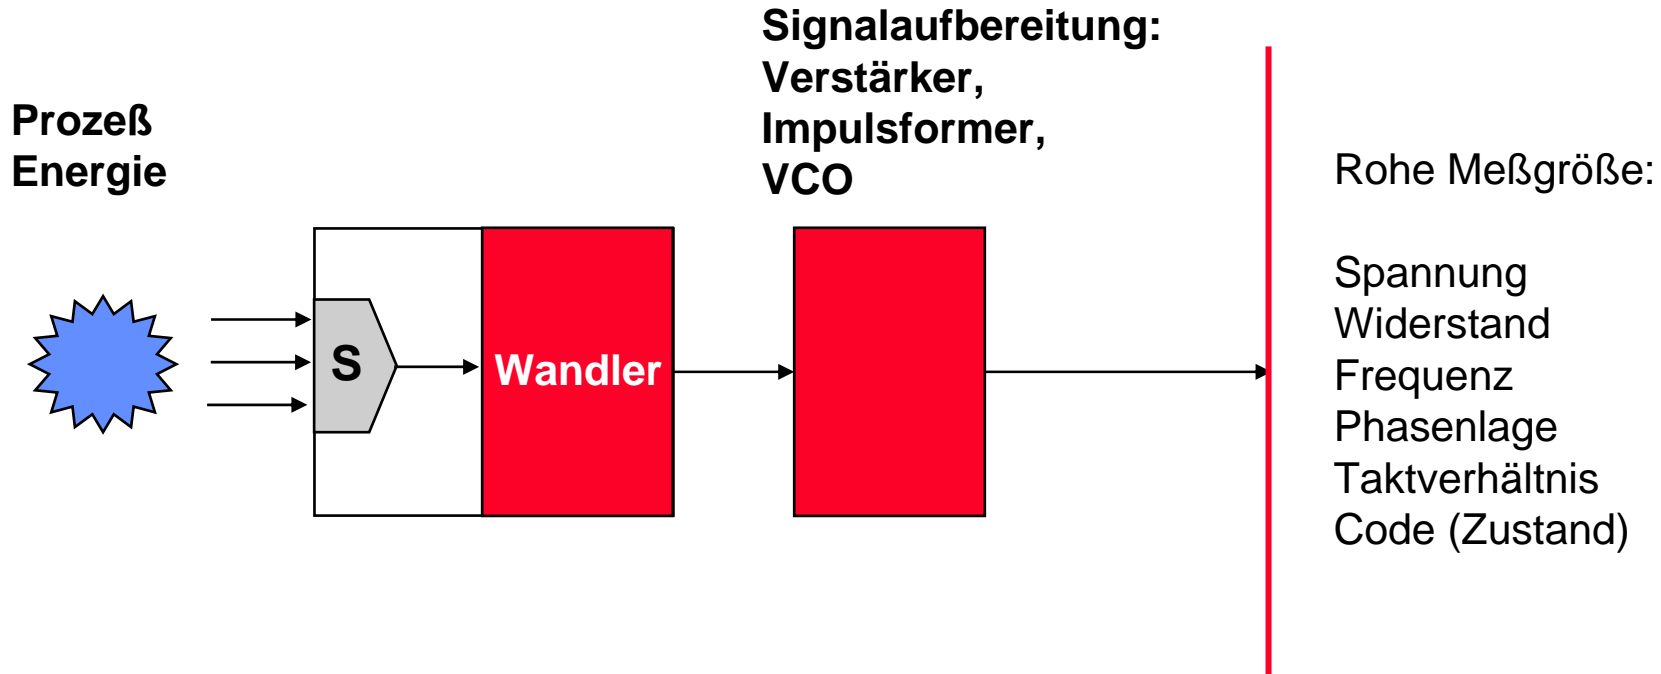 Prozeß
Energie
S
Wandler
Signalaufbereitung:
Verstärker,
Impulsformer,
VCO
Rohe Meßgröße:
Spannung
Widerstand
Frequenz
Phasenlage
Taktverhältnis
Code (Zustand)